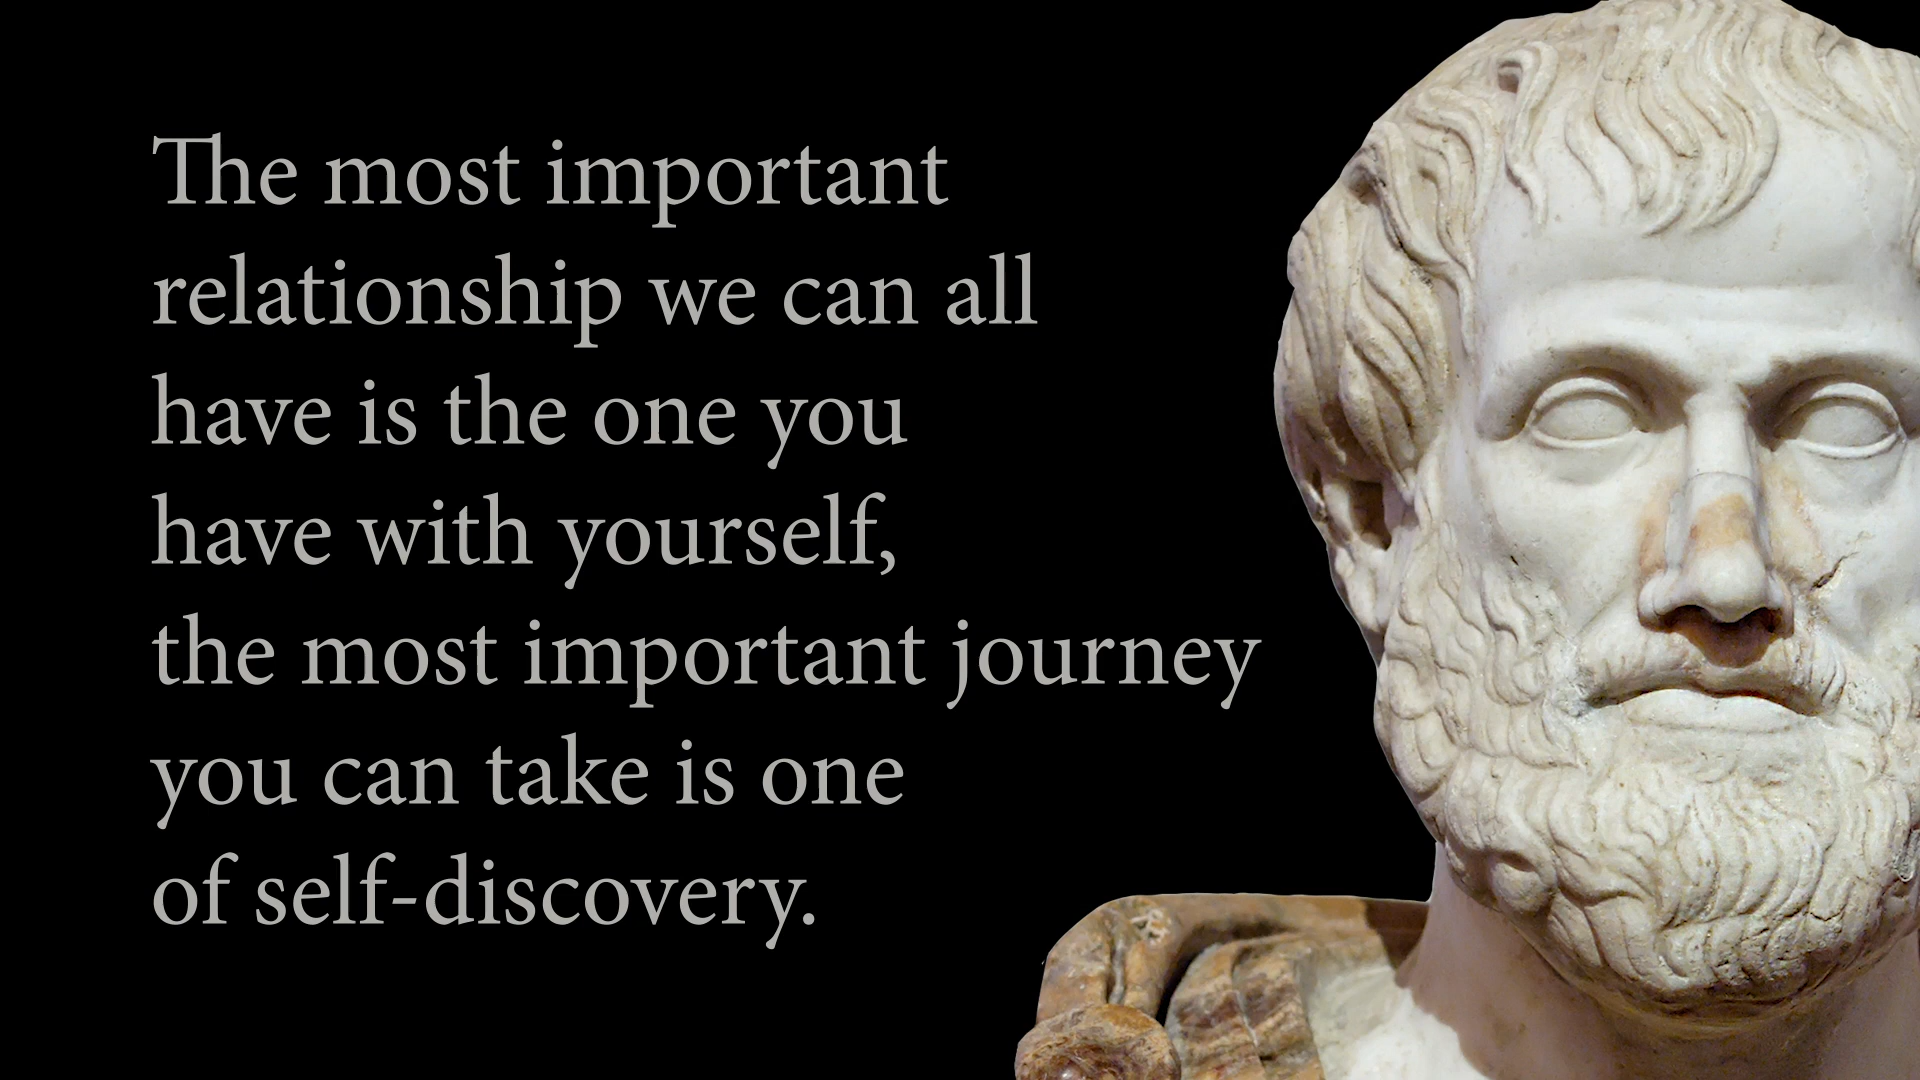 The most important
relationship we can all
have is the one you
have with yourself,
the most important journey
you can take is one
of self-discovery.